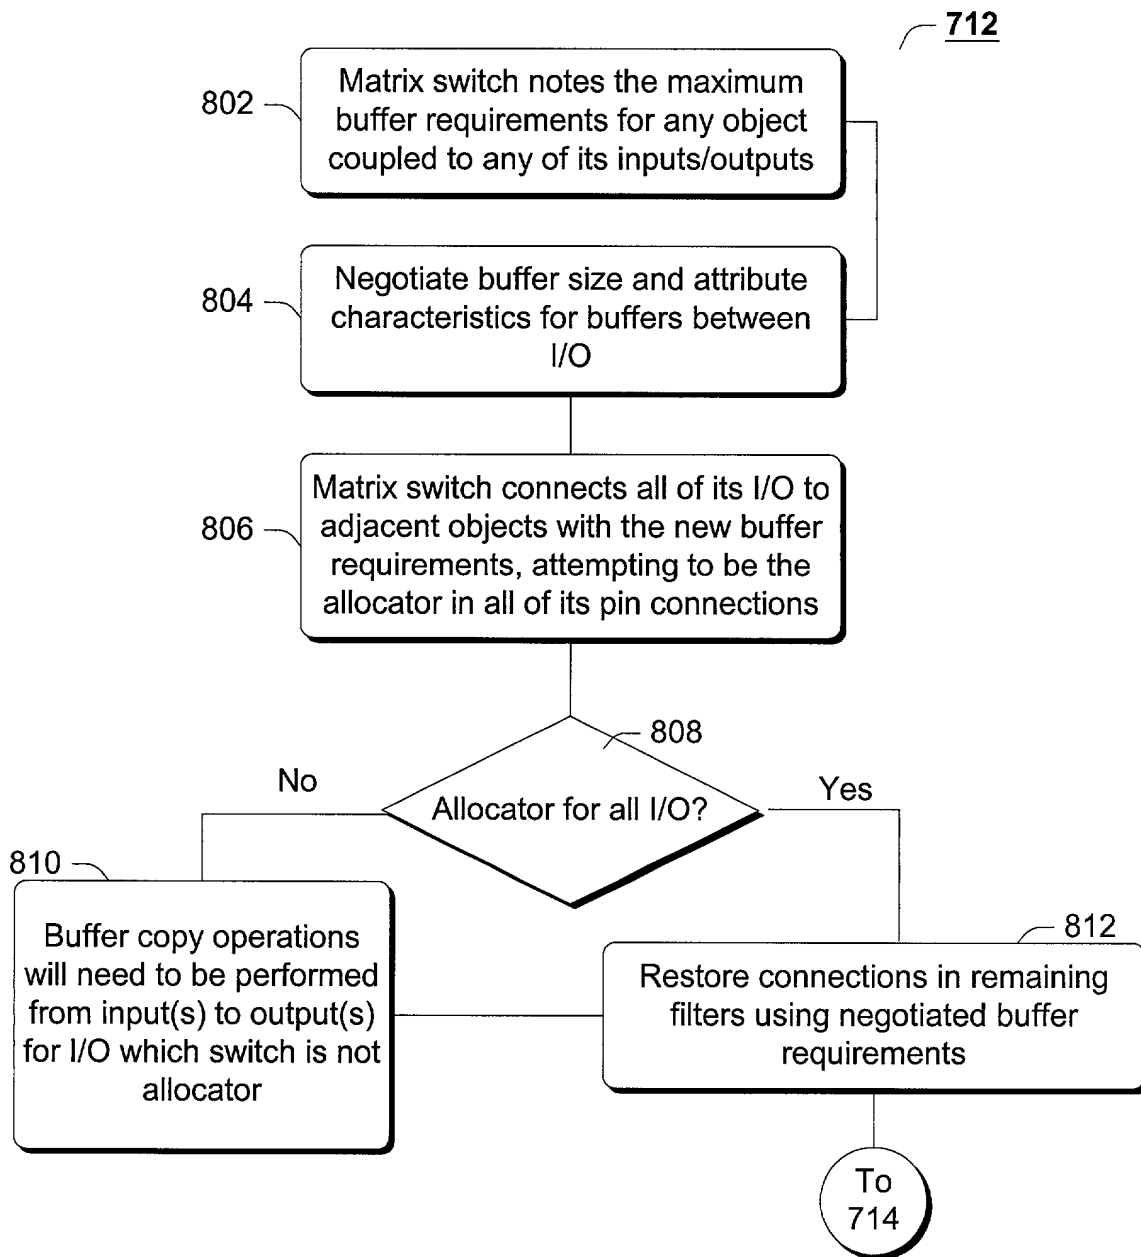 712
802
Matrix switch notes the maximum
buffer requirements for any object
coupled to any of its inputs/outputs
804
Negotiate buffer size and attribute
characteristics for buffers between
I/O
806
Matrix switch connects all of its I/O to
adjacent objects with the new buffer
requirements, attempting to be the
allocator in all of its pin connections
808
No
Allocator for all I/O?
Yes
810
Buffer copy operations
will need to be performed
from input(s) to output(s)
for I/O which switch is not
allocator
812
Restore connections in remaining
filters using negotiated buffer
requirements
To
714